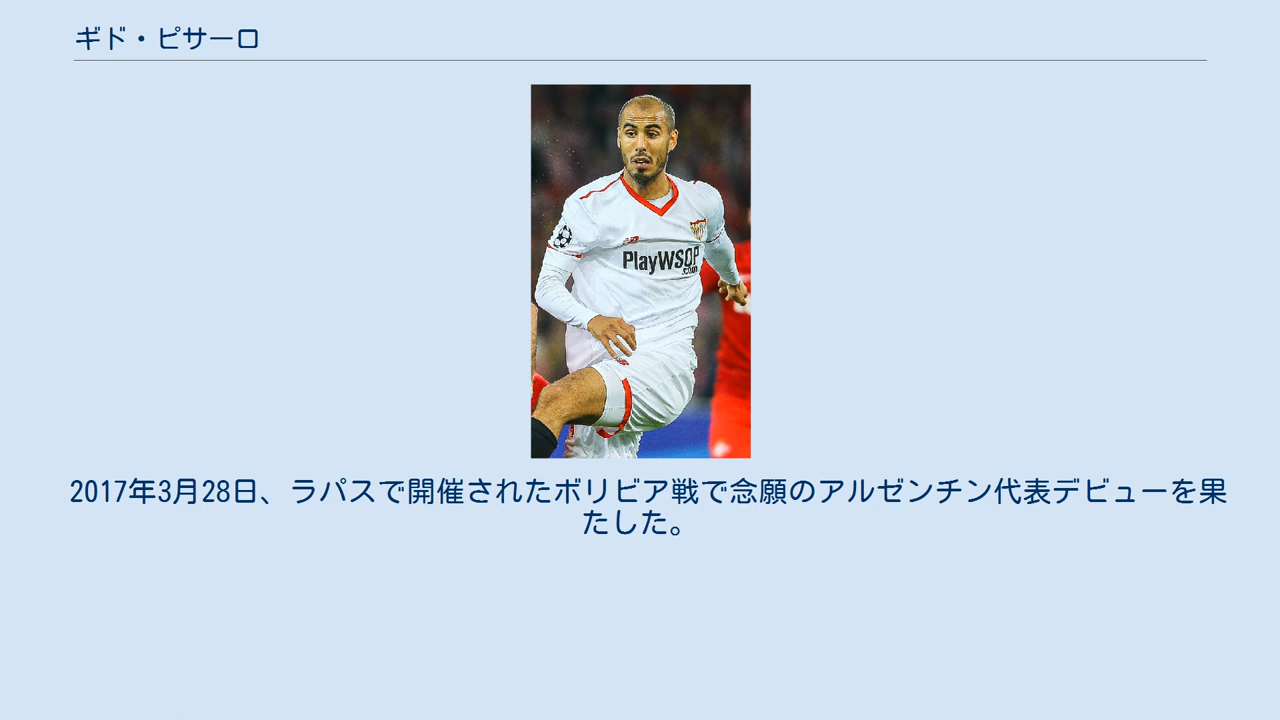 ギド・ピサーロ
PlayWSOP
.com
2017年3月28日、ラパスで開催されたボリビア戦で念願のアルゼンチン代表デビューを果
たした。